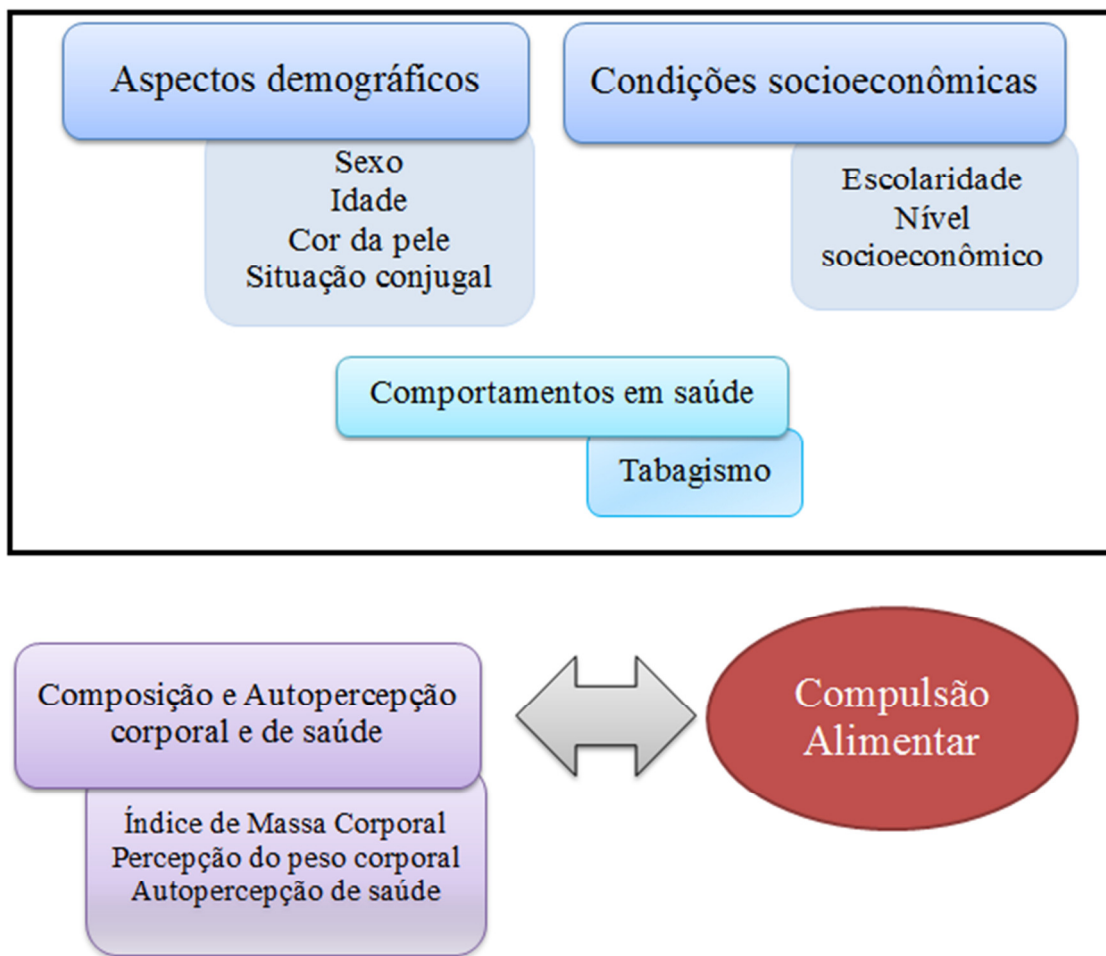 Aspectos demográficos
Sexo
Idade
Cor da pele
Situação conjugal
Condições socioeconômicas
Escolaridade
Nível
socioeconômico
Comportamentos em saúde
Tabagismo
Composição e Autopercepção
corporal e de saúde
Índice de Massa Corporal
Percepção do peso corporal
Autopercepção de saúde
Compulsão
Alimentar